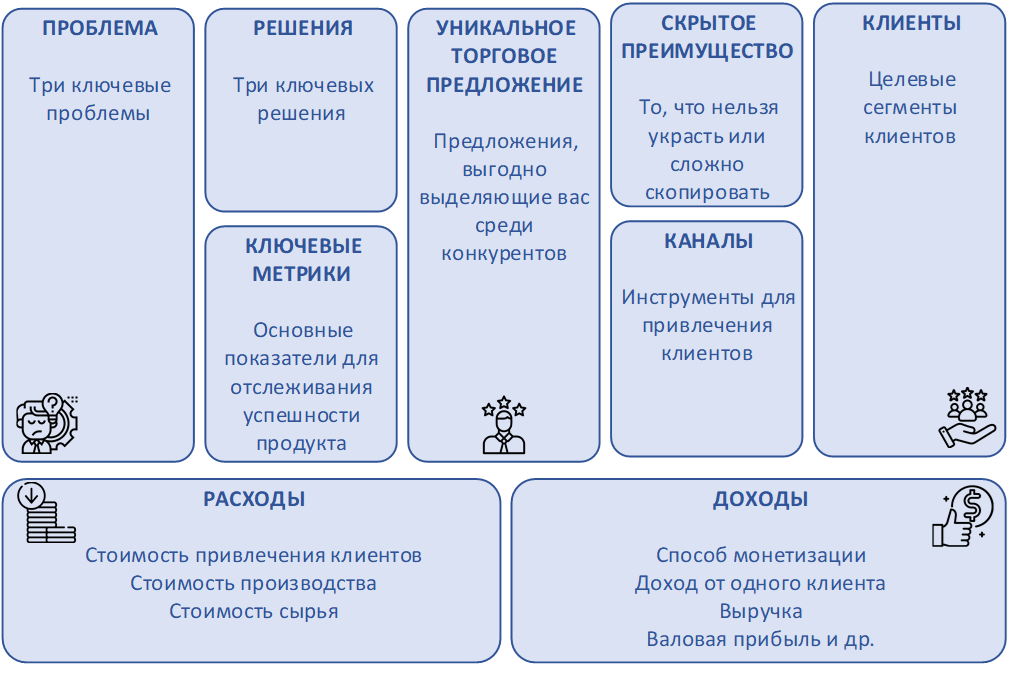 ПРОБЛЕМА
Три ключевые
проблемы
РЕШЕНИЯ
Три ключевых
решения
КЛЮЧЕВЫЕ
МЕТРИКИ
Основные
показатели для
отслеживания
успешности
продукта
УНИКАЛЬНОЕ
ТОРГОВОЕ
ПРЕДЛОЖЕНИЕ
Предложения,
выгодно
выделяющие вас
среди
конкурентов
СКРЫТОЕ
ПРЕИМУЩЕСТВО
То, что нельзя
украсть или
сложно
скопировать
КАНАЛЫ
Инструменты для
привлечения
клиентов
КЛИЕНТЫ
Целевые
сегменты
клиентов
РАСХОДЫ
Стоимость привлечения клиентов
Стоимость производства
Стоимость сырья
ДОХОДЫ
Способ монетизации
Доход от одного клиента
Выручка
Валовая прибыль и др.